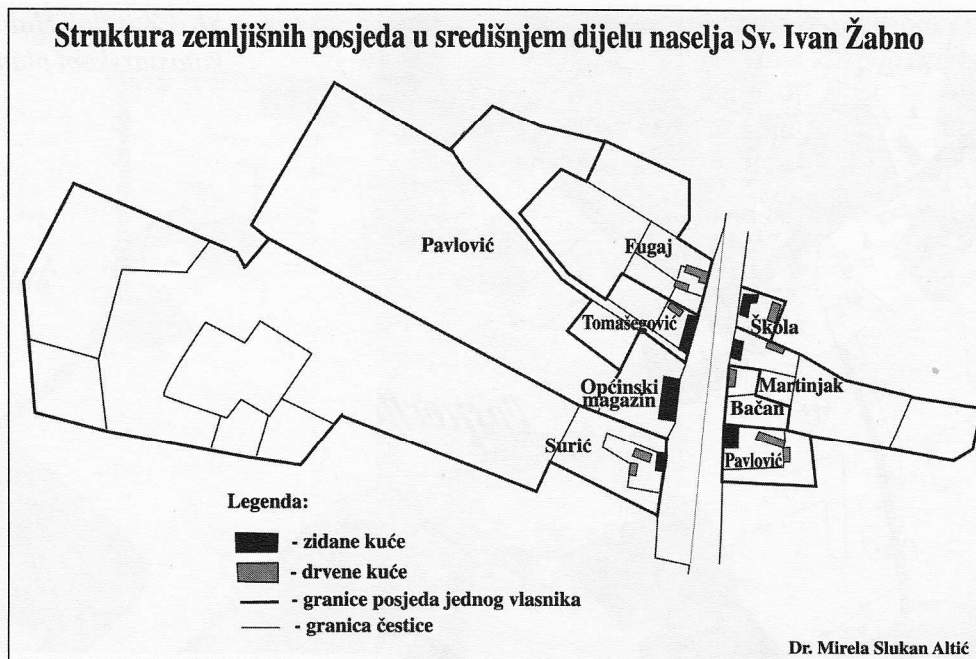 Struktura zemljišnih posjeda u središnjem dijelu naselja Sv. Ivan Žabno
Pavlović
Fugaj
Tomašegović
Škola
Općinski
magazin
Martinjak
Bačan
Surić
Pavlović
Legenda:
- zidane kuće
- drvene kuće
- granice posjeda jednog vlasnika
- granica čestice
Dr. Mirela Slukan Altić